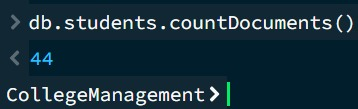 > db.students.countDocuments()
< 44
CollegeManagement>